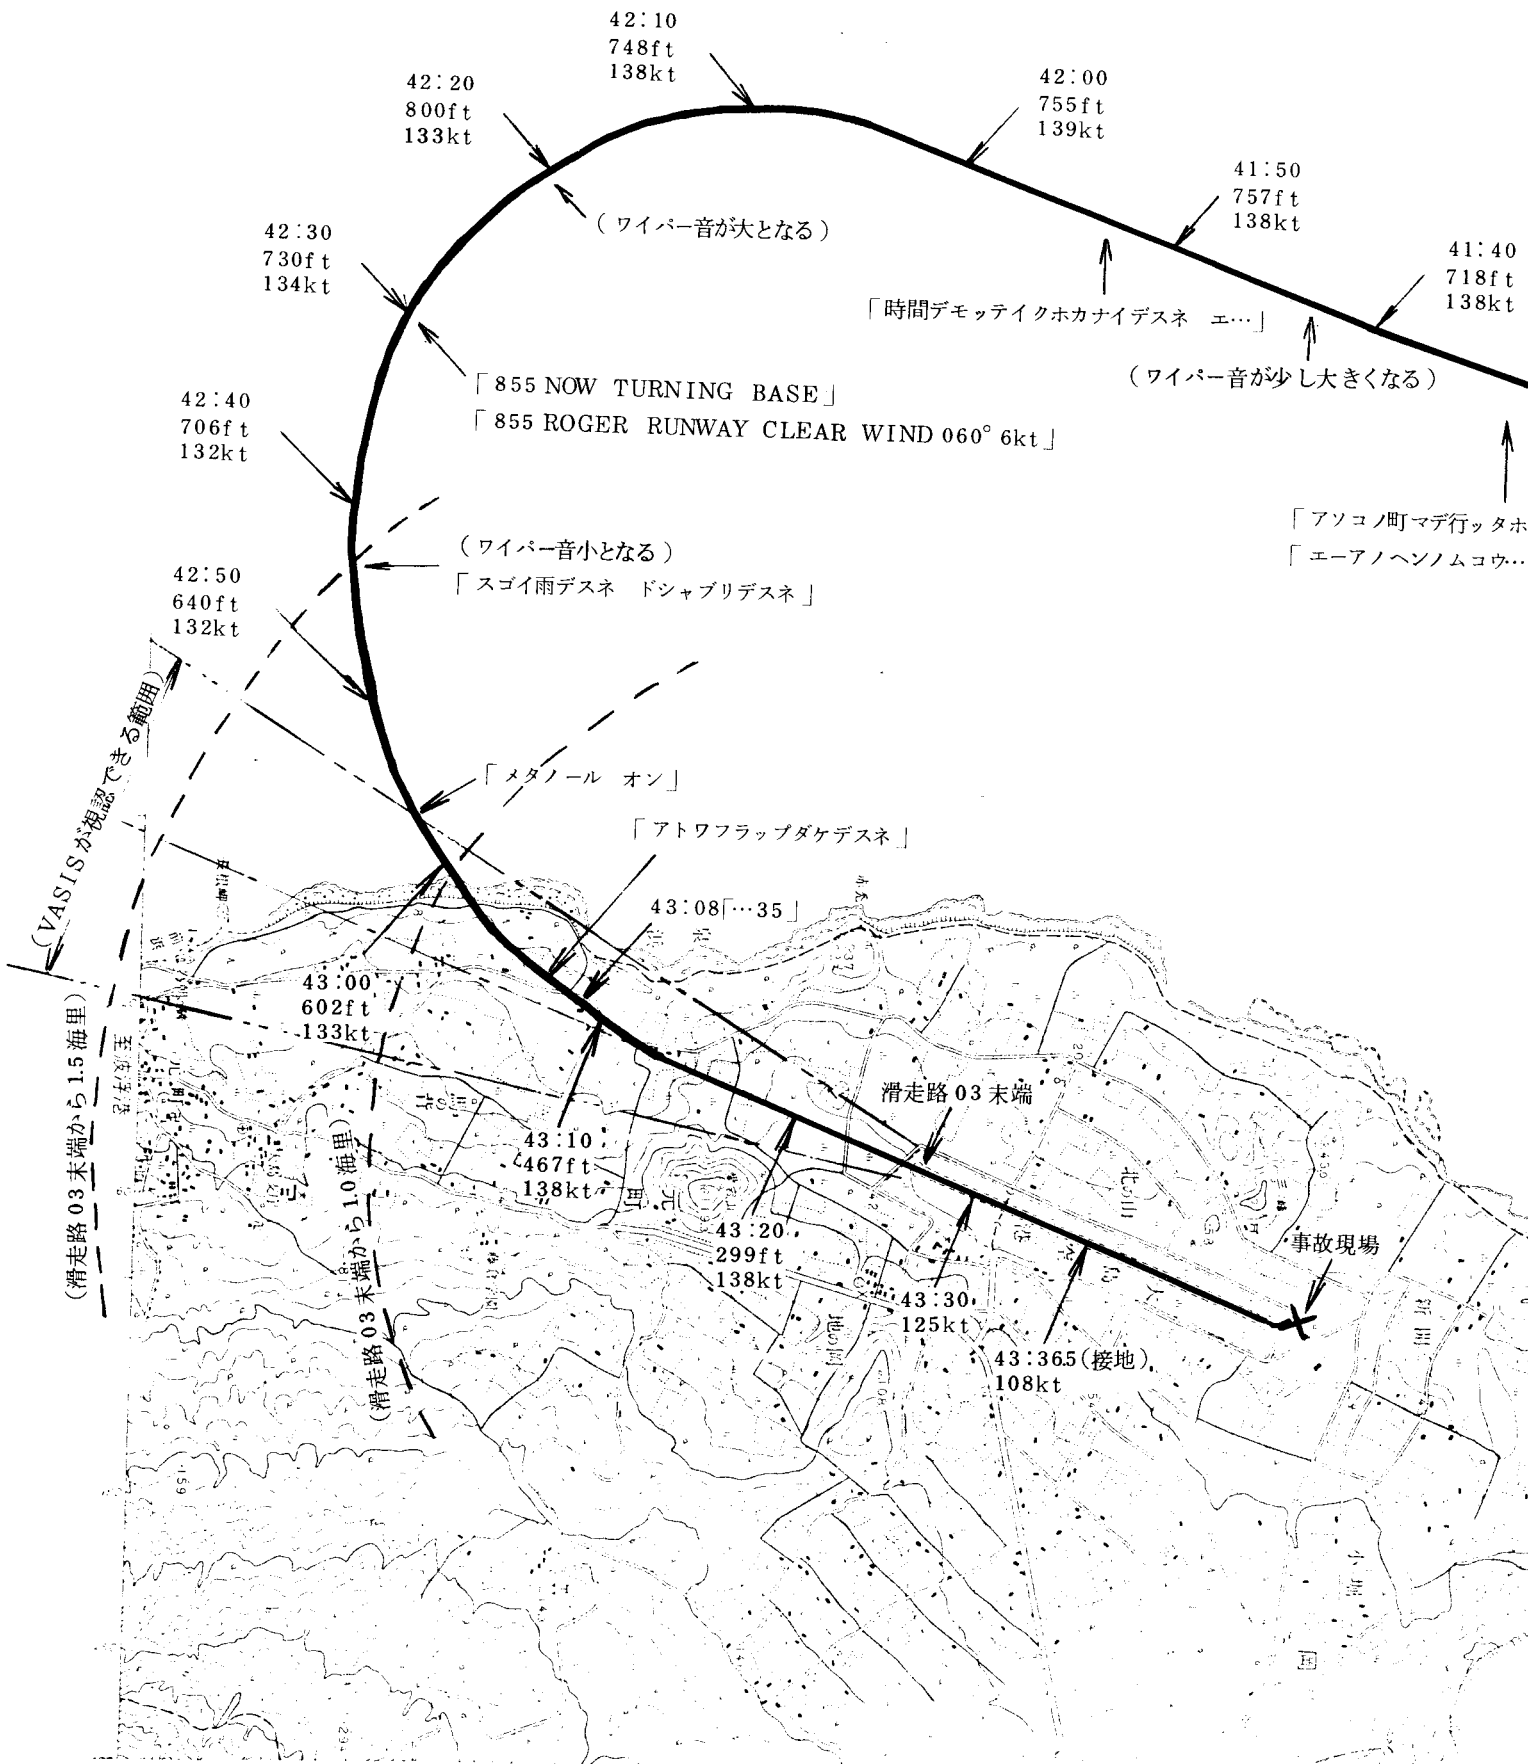 42:10
748ft
138kt
42:20
800ft
133kt
42:00
755ft
139kt
41:50
757ft
138kt
(ワイパー音が大となる)
42:30
730ft
134kt
41:40
718ft
138kt
「時間デモッテイクホカナイデスネ エ…」
(ワイパー音が少し大きくなる)
「855 NOW TURNING BASE」
「855 ROGER RUNWAY CLEAR WIND 060° 6kt」
42:40
706ft
132kt
「アソコノ町マデ行ッタホ
「エーアノヘンノムコウ…
(ワイパー音小となる)
「スゴイ雨デスネ ドシャブリデスネ」
42:50
640ft
132kt
(VASISが視認できる範囲)
「メタノール オン」
「アトワフラップダケデスネ」
43:08「…35」
43:00
602ft
133kt
(滑走路03末端から1.5海里)
滑走路03末端
43:10
467ft
138kt
(滑走路03末端から1.0海里)
元
町
北の山
43:20
299ft
138kt
事故現場
43:30
125kt
地の岡
新田
43:36.5(接地)
108kt
159